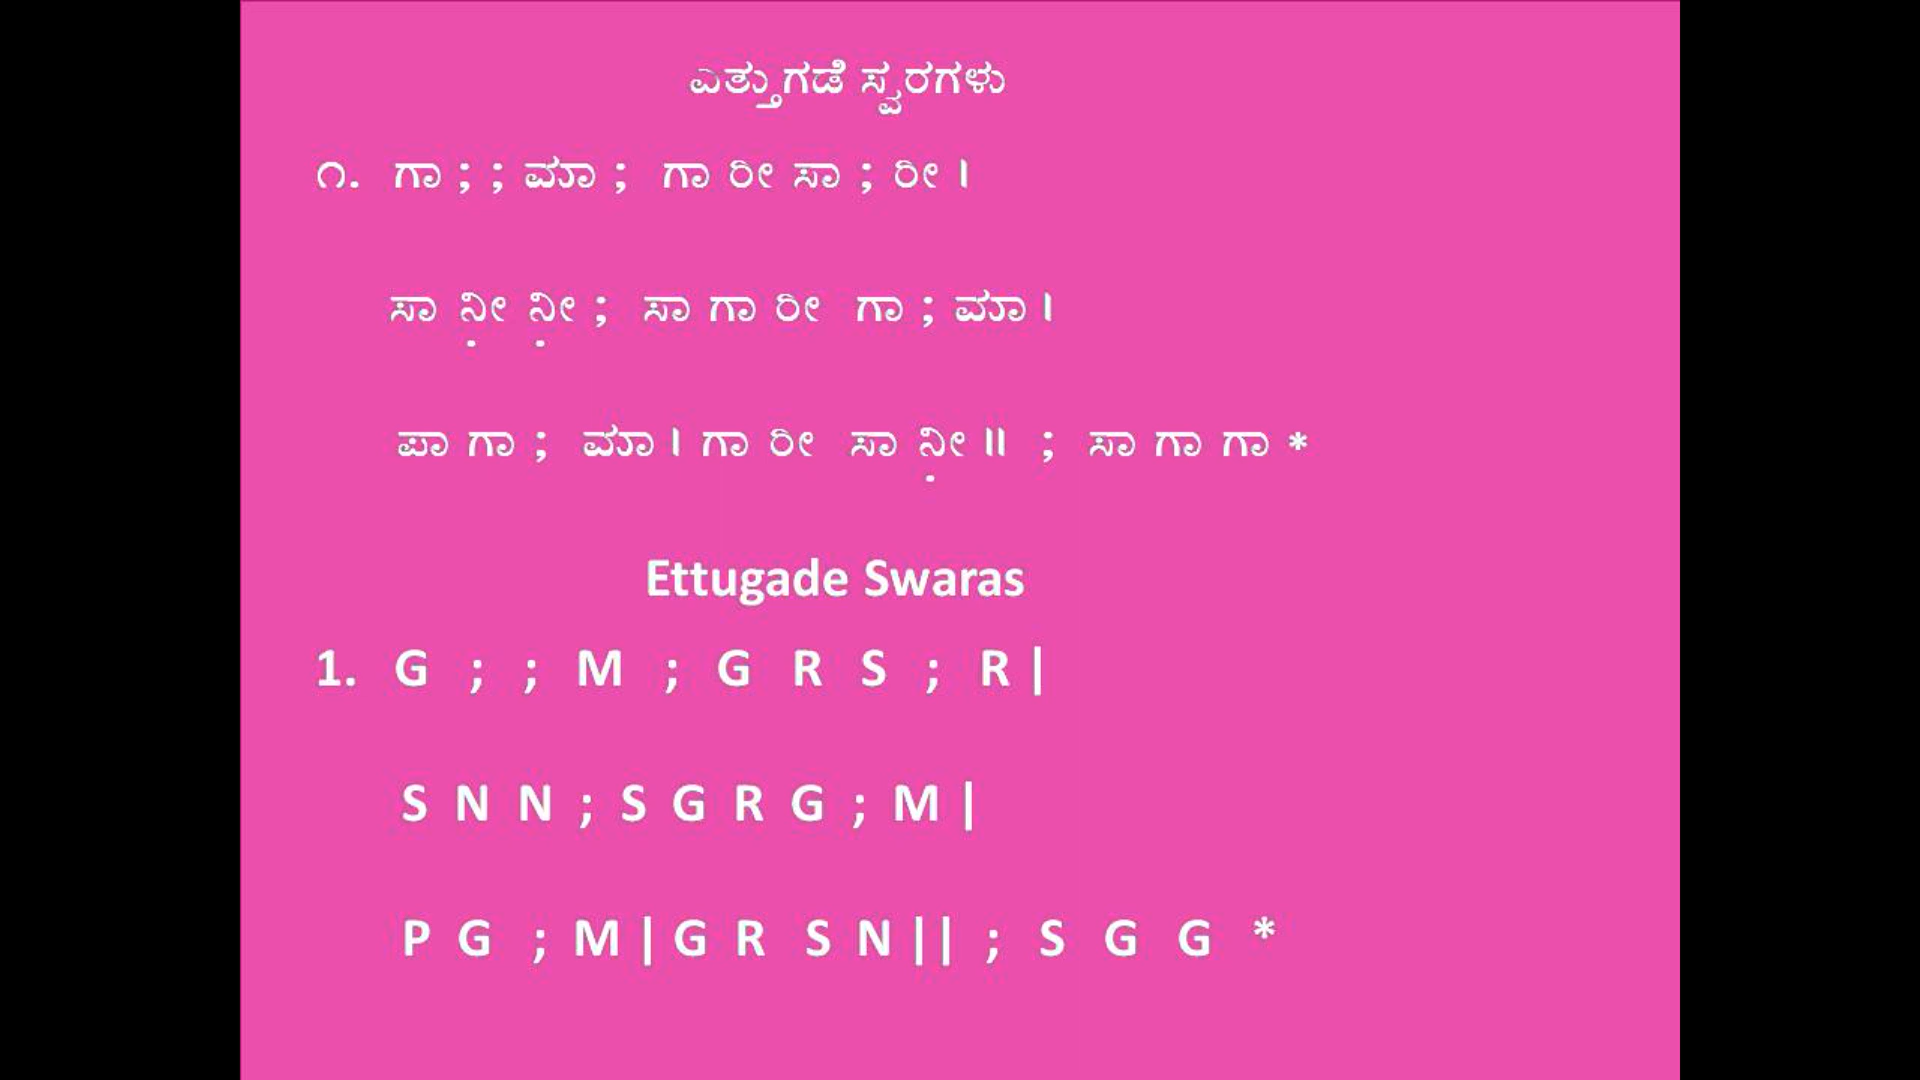 ಎತ್ತುಗಡೆ ಸ್ವರಗಳು
೧. ಗಾ ; ; ಮಾ ; ಗಾ ರೀ ಸಾ ; ರೀ ।
ಸಾ ನೀ̣ ನೀ̣ ; ಸಾ ಗಾ ರೀ ಗಾ ; ಮಾ ।
ಪಾ ಗಾ ; ಮಾ । ಗಾ ರೀ ಸಾ ನೀ̣ ॥ ; ಸಾ ಗಾ ಗಾ *
Ettugade Swaras
1. G ; ; M ; G R S ; R |
S N N ; S G R G ; M |
P G ; M | G R S N || ; S G G *